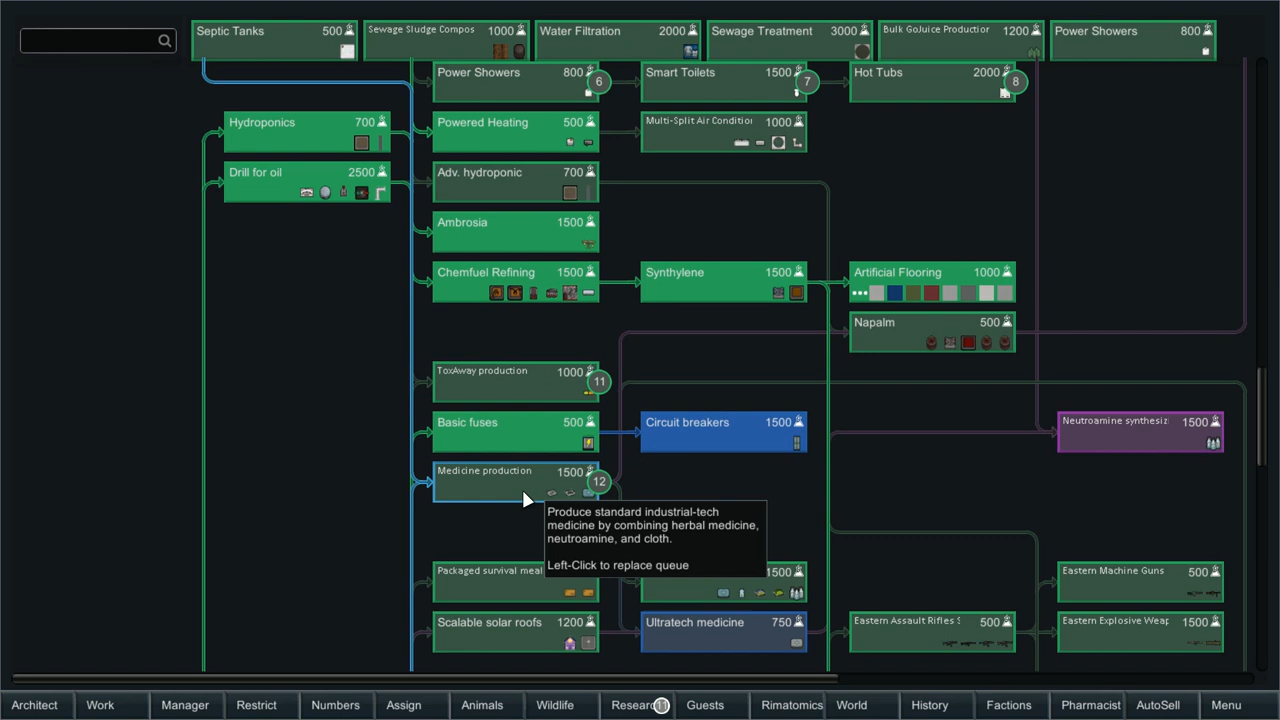 Septic Tanks 500
Sewage Sludge Compos 1000
Water Filtration 2000
Sewage Treatment 3000
Bulk GoJuice Production 1200
Power Showers 800
Power Showers 800 6
Smart Toilets 1500 7
Hot Tubs 2000 8
Hydroponics 700
Powered Heating 500
Multi-Split Air Condition 1000
Drill for oil 2500
Adv. hydroponic 700
Ambrosia 1500
Chemfuel Refining 1500
Synthylene 1500
Artificial Flooring 1000
Napalm 500
ToxAway production 1000 11
Basic fuses 500
Circuit breakers 1500
Neutroamine synthesiz 1500
Medicine production 1500 12
Produce standard industrial-tech
medicine by combining herbal medicine,
neutroamine, and cloth.
Left-Click to replace queue
Packaged survival meal
1500
Eastern Machine Guns 500
Scalable solar roofs 1200
Ultratech medicine 750
Eastern Assault Rifles 500
Eastern Explosive Weap 1500
Architect Work Manager Restrict Numbers Assign Animals Wildlife Research 11 Guests Rimatomics World History Factions Pharmacist AutoSell Menu